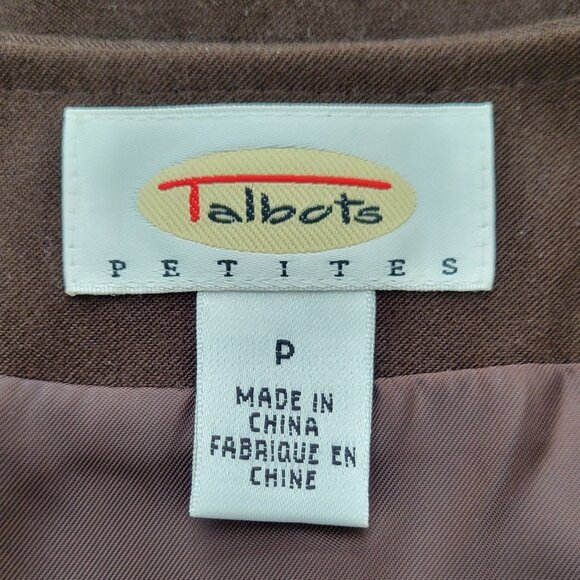 Talbots
PETITES
P
MADE IN
CHINA
FABRIQUE EN
CHINE